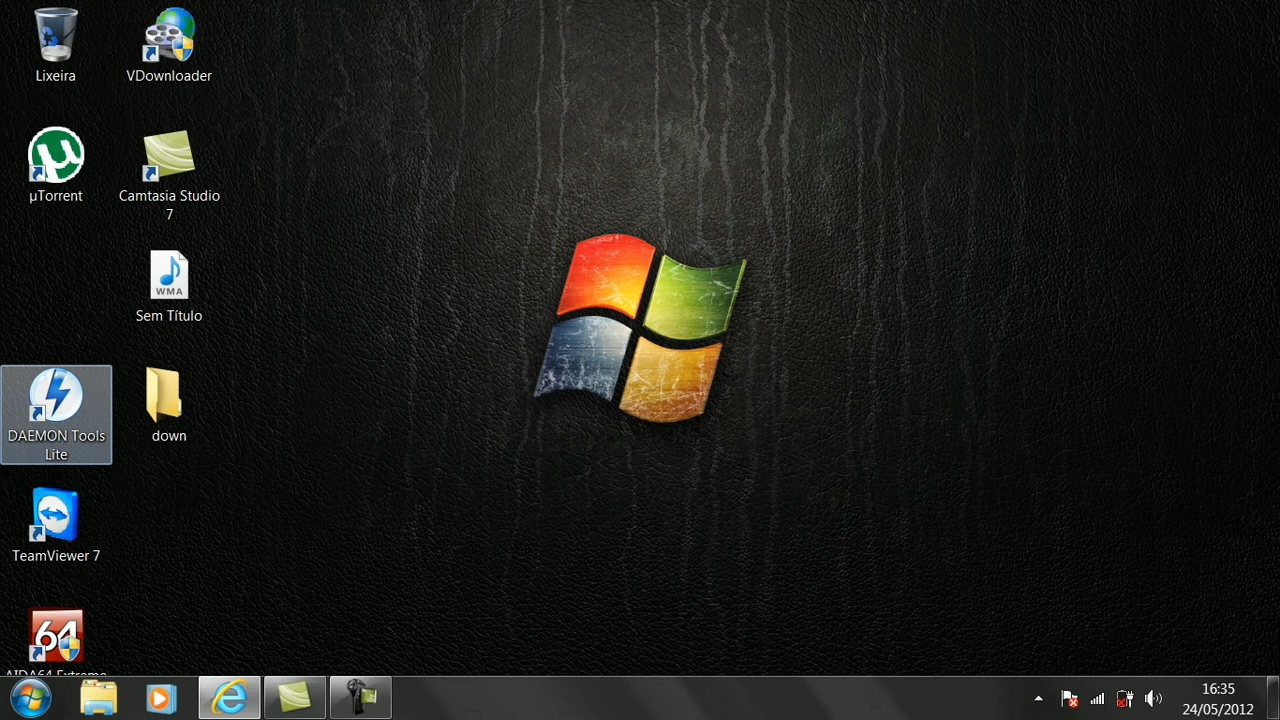 Lixeira
VDownloader
µTorrent
Camtasia Studio
7
WMA
Sem Título
DAEMON Tools
Lite
down
TeamViewer 7
64
AIDA64 Extreme
16:35
24/05/2012